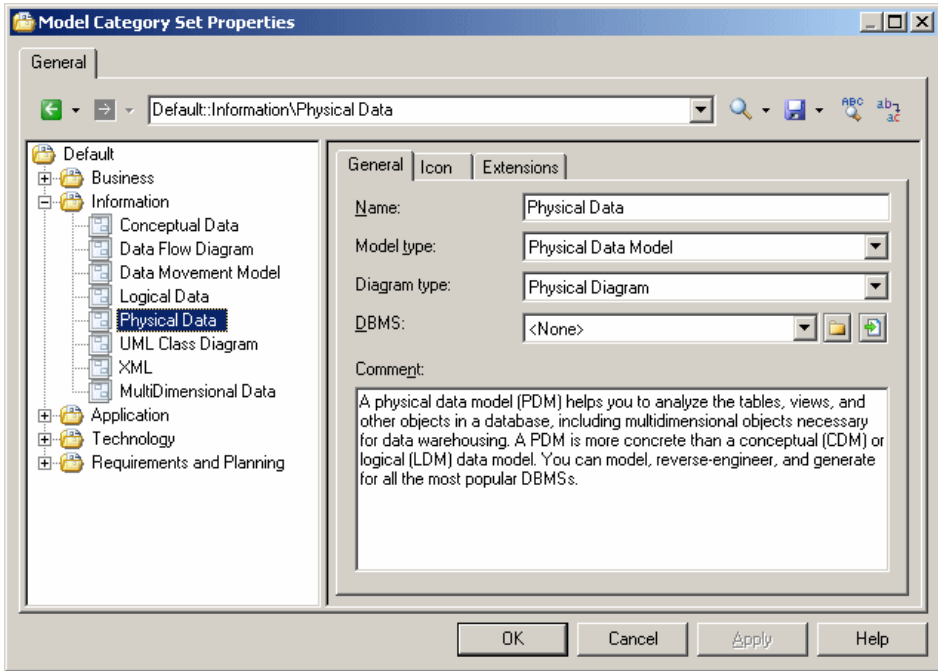 Model Category Set Properties
General
Default::Information\Physical Data
ABC
ab
ac
Default
Business
Information
Conceptual Data
Data Flow Diagram
Data Movement Model
Logical Data
Physical Data
UML Class Diagram
XML
MultiDimensional Data
Application
Technology
Requirements and Planning
General Icon Extensions
Name: Physical Data
Model type: Physical Data Model
Diagram type: Physical Diagram
DBMS: <None>
Comment:
A physical data model (PDM) helps you to analyze the tables, views, and
other objects in a database, including multidimensional objects necessary
for data warehousing. A PDM is more concrete than a conceptual (CDM) or
logical (LDM) data model. You can model, reverse-engineer, and generate
for all the most popular DBMSs.
OK Cancel Apply Help